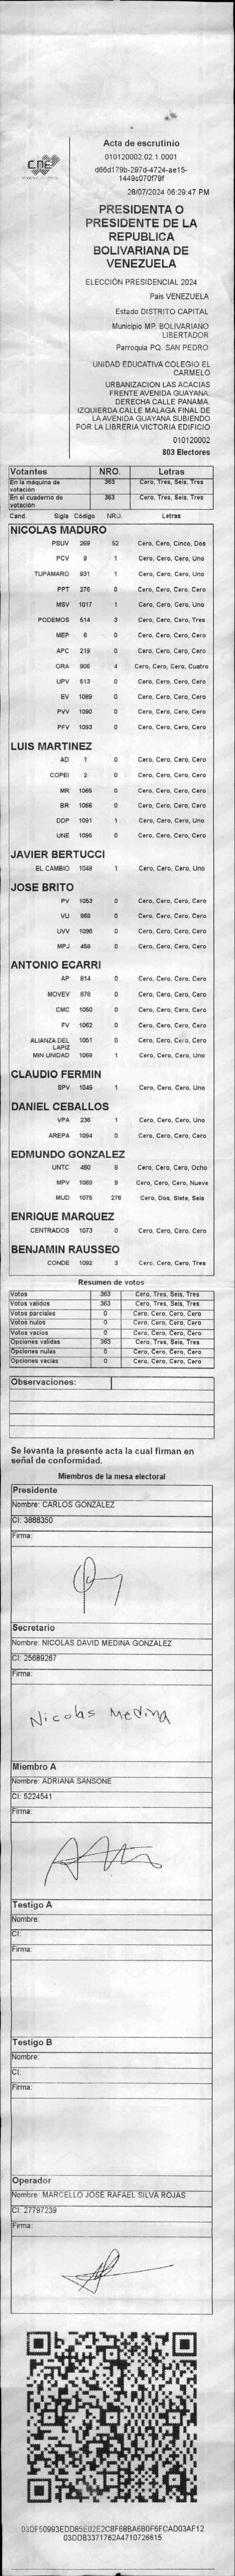 CNE
Acta de escrutinio
010120002.02.1.0001
d66d179b-297d-4724-ae15-
1449c070f79f
28/07/2024 06:29:47 PM
PRESIDENTA O
PRESIDENTE DE LA
REPUBLICA
BOLIVARIANA DE
VENEZUELA
ELECCIÓN PRESIDENCIAL 2024
Pais VENEZUELA
Estado DISTRITO CAPITAL
Municipio MP. BOLIVARIANO
LIBERTADOR
Parroquia PQ. SAN PEDRO
UNIDAD EDUCATIVA COLEGIO EL
CARMELO
URBANIZACION LAS ACACIAS
FRENTE AVENIDA GUAYANA.
DERECHA CALLE PANAMA.
IZQUIERDA CALLE MALAGA FINAL DE
LA AVENIDA GUAYANA SUBIENDO
POR LA LIBRERIA VICTORIA EDIFICIO
010120002
803 Electores
Votantes NRO. Letras
En la máquina de votación 363 Cero, Tres, Seis, Tres
En el cuaderno de votación 363 Cero, Tres, Seis, Tres
Cand. Sigla Código NRO. Letras
NICOLAS MADURO
PSUV 269 52 Cero, Cero, Cinco, Dos
PCV 9 1 Cero, Cero, Cero, Uno
TUPAMARO 931 1 Cero, Cero, Cero, Uno
PPT 276 0 Cero, Cero, Cero, Cero
MSV 1017 1 Cero, Cero, Cero, Uno
PODEMOS 514 3 Cero, Cero, Cero, Tres
MEP 6 0 Cero, Cero, Cero, Cero
APC 219 0 Cero, Cero, Cero, Cero
ORA 906 4 Cero, Cero, Cero, Cuatro
UPV 513 0 Cero, Cero, Cero, Cero
EV 1089 0 Cero, Cero, Cero, Cero
PVV 1090 0 Cero, Cero, Cero, Cero
PFV 1093 0 Cero, Cero, Cero, Cero
LUIS MARTINEZ
AD 1 0 Cero, Cero, Cero, Cero
COPEI 2 0 Cero, Cero, Cero, Cero
MR 1065 0 Cero, Cero, Cero, Cero
BR 1066 0 Cero, Cero, Cero, Cero
DDP 1091 1 Cero, Cero, Cero, Uno
UNE 1095 0 Cero, Cero, Cero, Cero
JAVIER BERTUCCI
EL CAMBIO 1048 1 Cero, Cero, Cero, Uno
JOSE BRITO
PV 1053 0 Cero, Cero, Cero, Cero
VU 868 0 Cero, Cero, Cero, Cero
UVV 1096 0 Cero, Cero, Cero, Cero
MPJ 458 0 Cero, Cero, Cero, Cero
ANTONIO ECARRI
AP 814 0 Cero, Cero, Cero, Cero
MOVEV 878 0 Cero, Cero, Cero, Cero
CMC 1050 0 Cero, Cero, Cero, Cero
FV 1062 0 Cero, Cero, Cero, Cero
ALIANZA DEL LAPIZ 1051 0 Cero, Cero, Cero, Cero
MIN UNIDAD 1068 1 Cero, Cero, Cero, Uno
CLAUDIO FERMIN
SPV 1049 1 Cero, Cero, Cero, Uno
DANIEL CEBALLOS
VPA 236 1 Cero, Cero, Cero, Uno
AREPA 1094 0 Cero, Cero, Cero, Cero
EDMUNDO GONZALEZ
UNTC 460 8 Cero, Cero, Cero, Ocho
MPV 1069 9 Cero, Cero, Cero, Nueve
MUD 1075 276 Cero, Dos, Siete, Seis
ENRIQUE MARQUEZ
CENTRADOS 1073 0 Cero, Cero, Cero, Cero
BENJAMIN RAUSSEO
CONDE 1092 3 Cero, Cero, Cero, Tres
Resumen de votos
Votos 363 Cero, Tres, Seis, Tres
Votos validos 363 Cero, Tres, Seis, Tres
Votos parciales 0 Cero, Cero, Cero, Cero
Votos nulos 0 Cero, Cero, Cero, Cero
Votos vacios 0 Cero, Cero, Cero, Cero
Opciones validas 363 Cero, Tres, Seis, Tres
Opciones nulas 0 Cero, Cero, Cero, Cero
Opciones vacias 0 Cero, Cero, Cero, Cero
Observaciones:
Se levanta la presente acta la cual firman en
señal de conformidad.
Miembros de la mesa electoral
Presidente
Nombre: CARLOS GONZALEZ
CI: 3888350
Firma:
Secretario
Nombre: NICOLAS DAVID MEDINA GONZALEZ
CI: 25689267
Firma:
Nicolas Medina
Miembro A
Nombre: ADRIANA SANSONE
CI: 5224541
Firma:
Testigo A
Nombre:
CI:
Firma:
Testigo B
Nombre:
CI:
Firma:
Operador
Nombre: MARCELLO JOSE RAFAEL SILVA ROJAS
CI: 27797239
Firma:
03DF50993EDD85E02E2C8F68BA6B0F6FCAD03AF12
03DDB3371762A4710726615